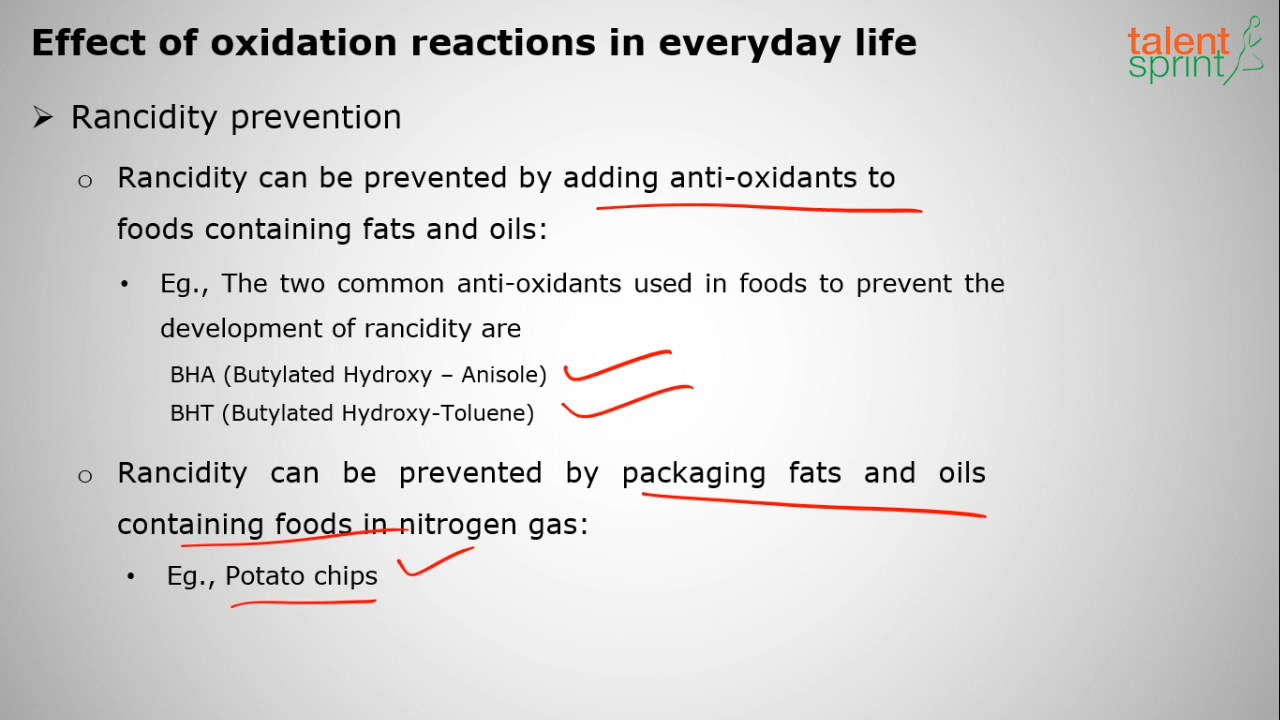 Effect of oxidation reactions in everyday life
talent
sprint
Rancidity prevention
Rancidity can be prevented by adding anti-oxidants to
foods containing fats and oils:
Eg., The two common anti-oxidants used in foods to prevent the
development of rancidity are
BHA (Butylated Hydroxy – Anisole)
BHT (Butylated Hydroxy-Toluene)
Rancidity can be prevented by packaging fats and oils
containing foods in nitrogen gas:
Eg., Potato chips